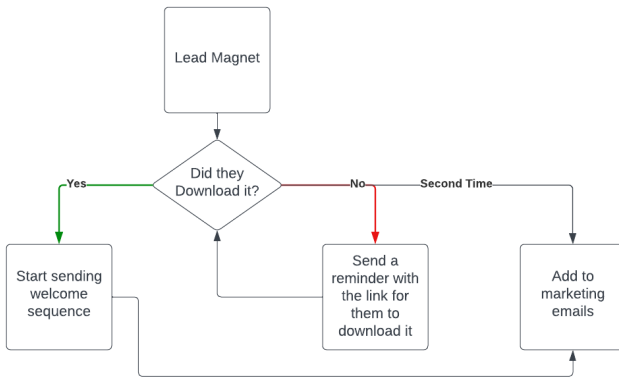 Lead Magnet
Did they
Download it?
Yes
No
Second Time
Start sending
welcome
sequence
Send a
reminder with
the link for
them to
download it
Add to
marketing
emails